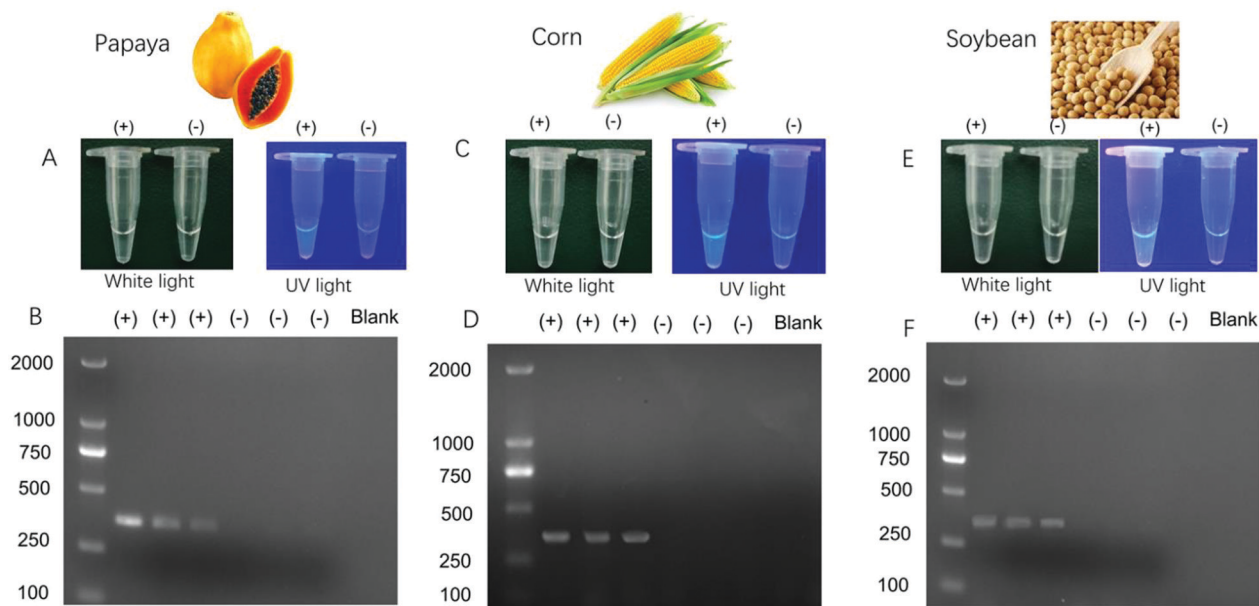 Papaya
Corn
Soybean
(+) (-) (+) (-)
(+) (-) (+) (-)
(+) (-) (+) (-)
A
C
E
White light UV light
White light UV light
White light UV light
B (+) (+) (+) (-) (-) (-) Blank
2000
1000
750
500
250
100
D (+) (+) (+) (-) (-) (-) Blank
2000
1000
750
500
250
100
F (+) (+) (+) (-) (-) (-) Blank
2000
1000
750
500
250
100